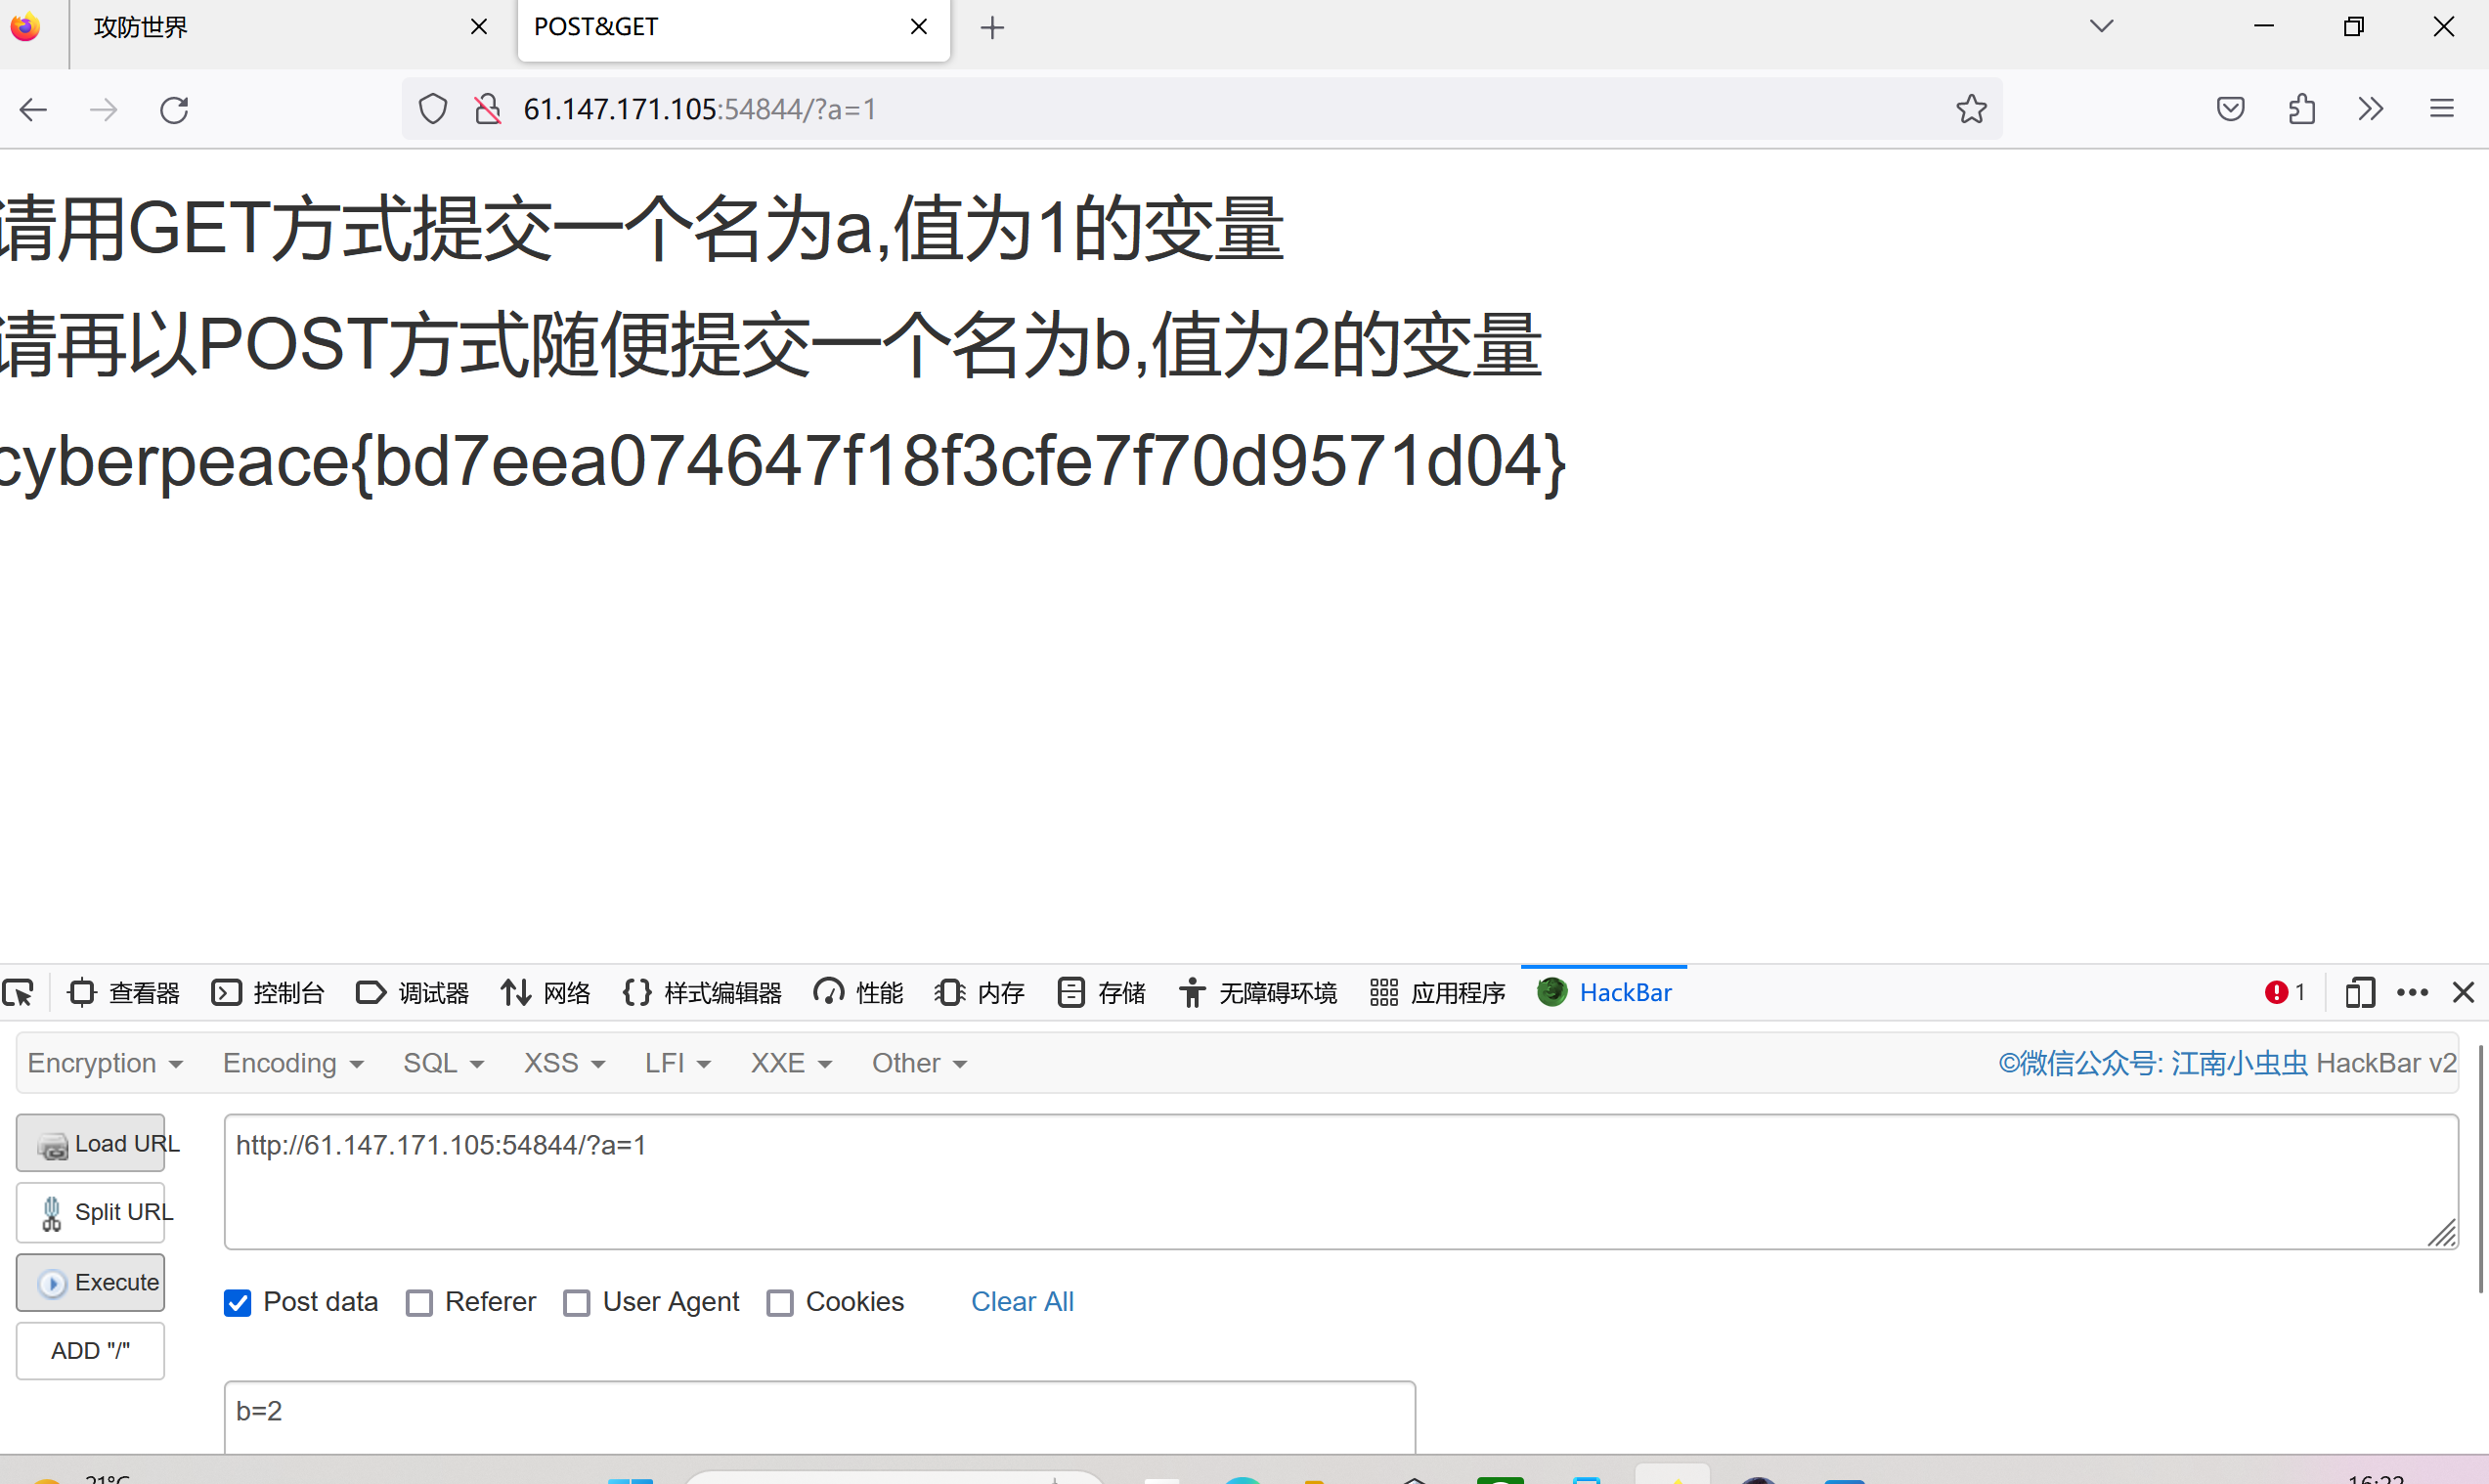 攻防世界
POST&GET
61.147.171.105:54844/?a=1
请用GET方式提交一个名为a,值为1的变量
请再以POST方式随便提交一个名为b,值为2的变量
cyberpeace{bd7eea074647f18f3cfe7f70d9571d04}
查看器 控制台 调试器 网络 {} 样式编辑器 性能 内存 存储 无障碍环境 应用程序 HackBar 1
Encryption Encoding SQL XSS LFI XXE Other ©微信公众号: 江南小虫虫 HackBar v2
Load URL
http://61.147.171.105:54844/?a=1
Split URL
Execute
Post data Referer User Agent Cookies Clear All
ADD "/"
b=2